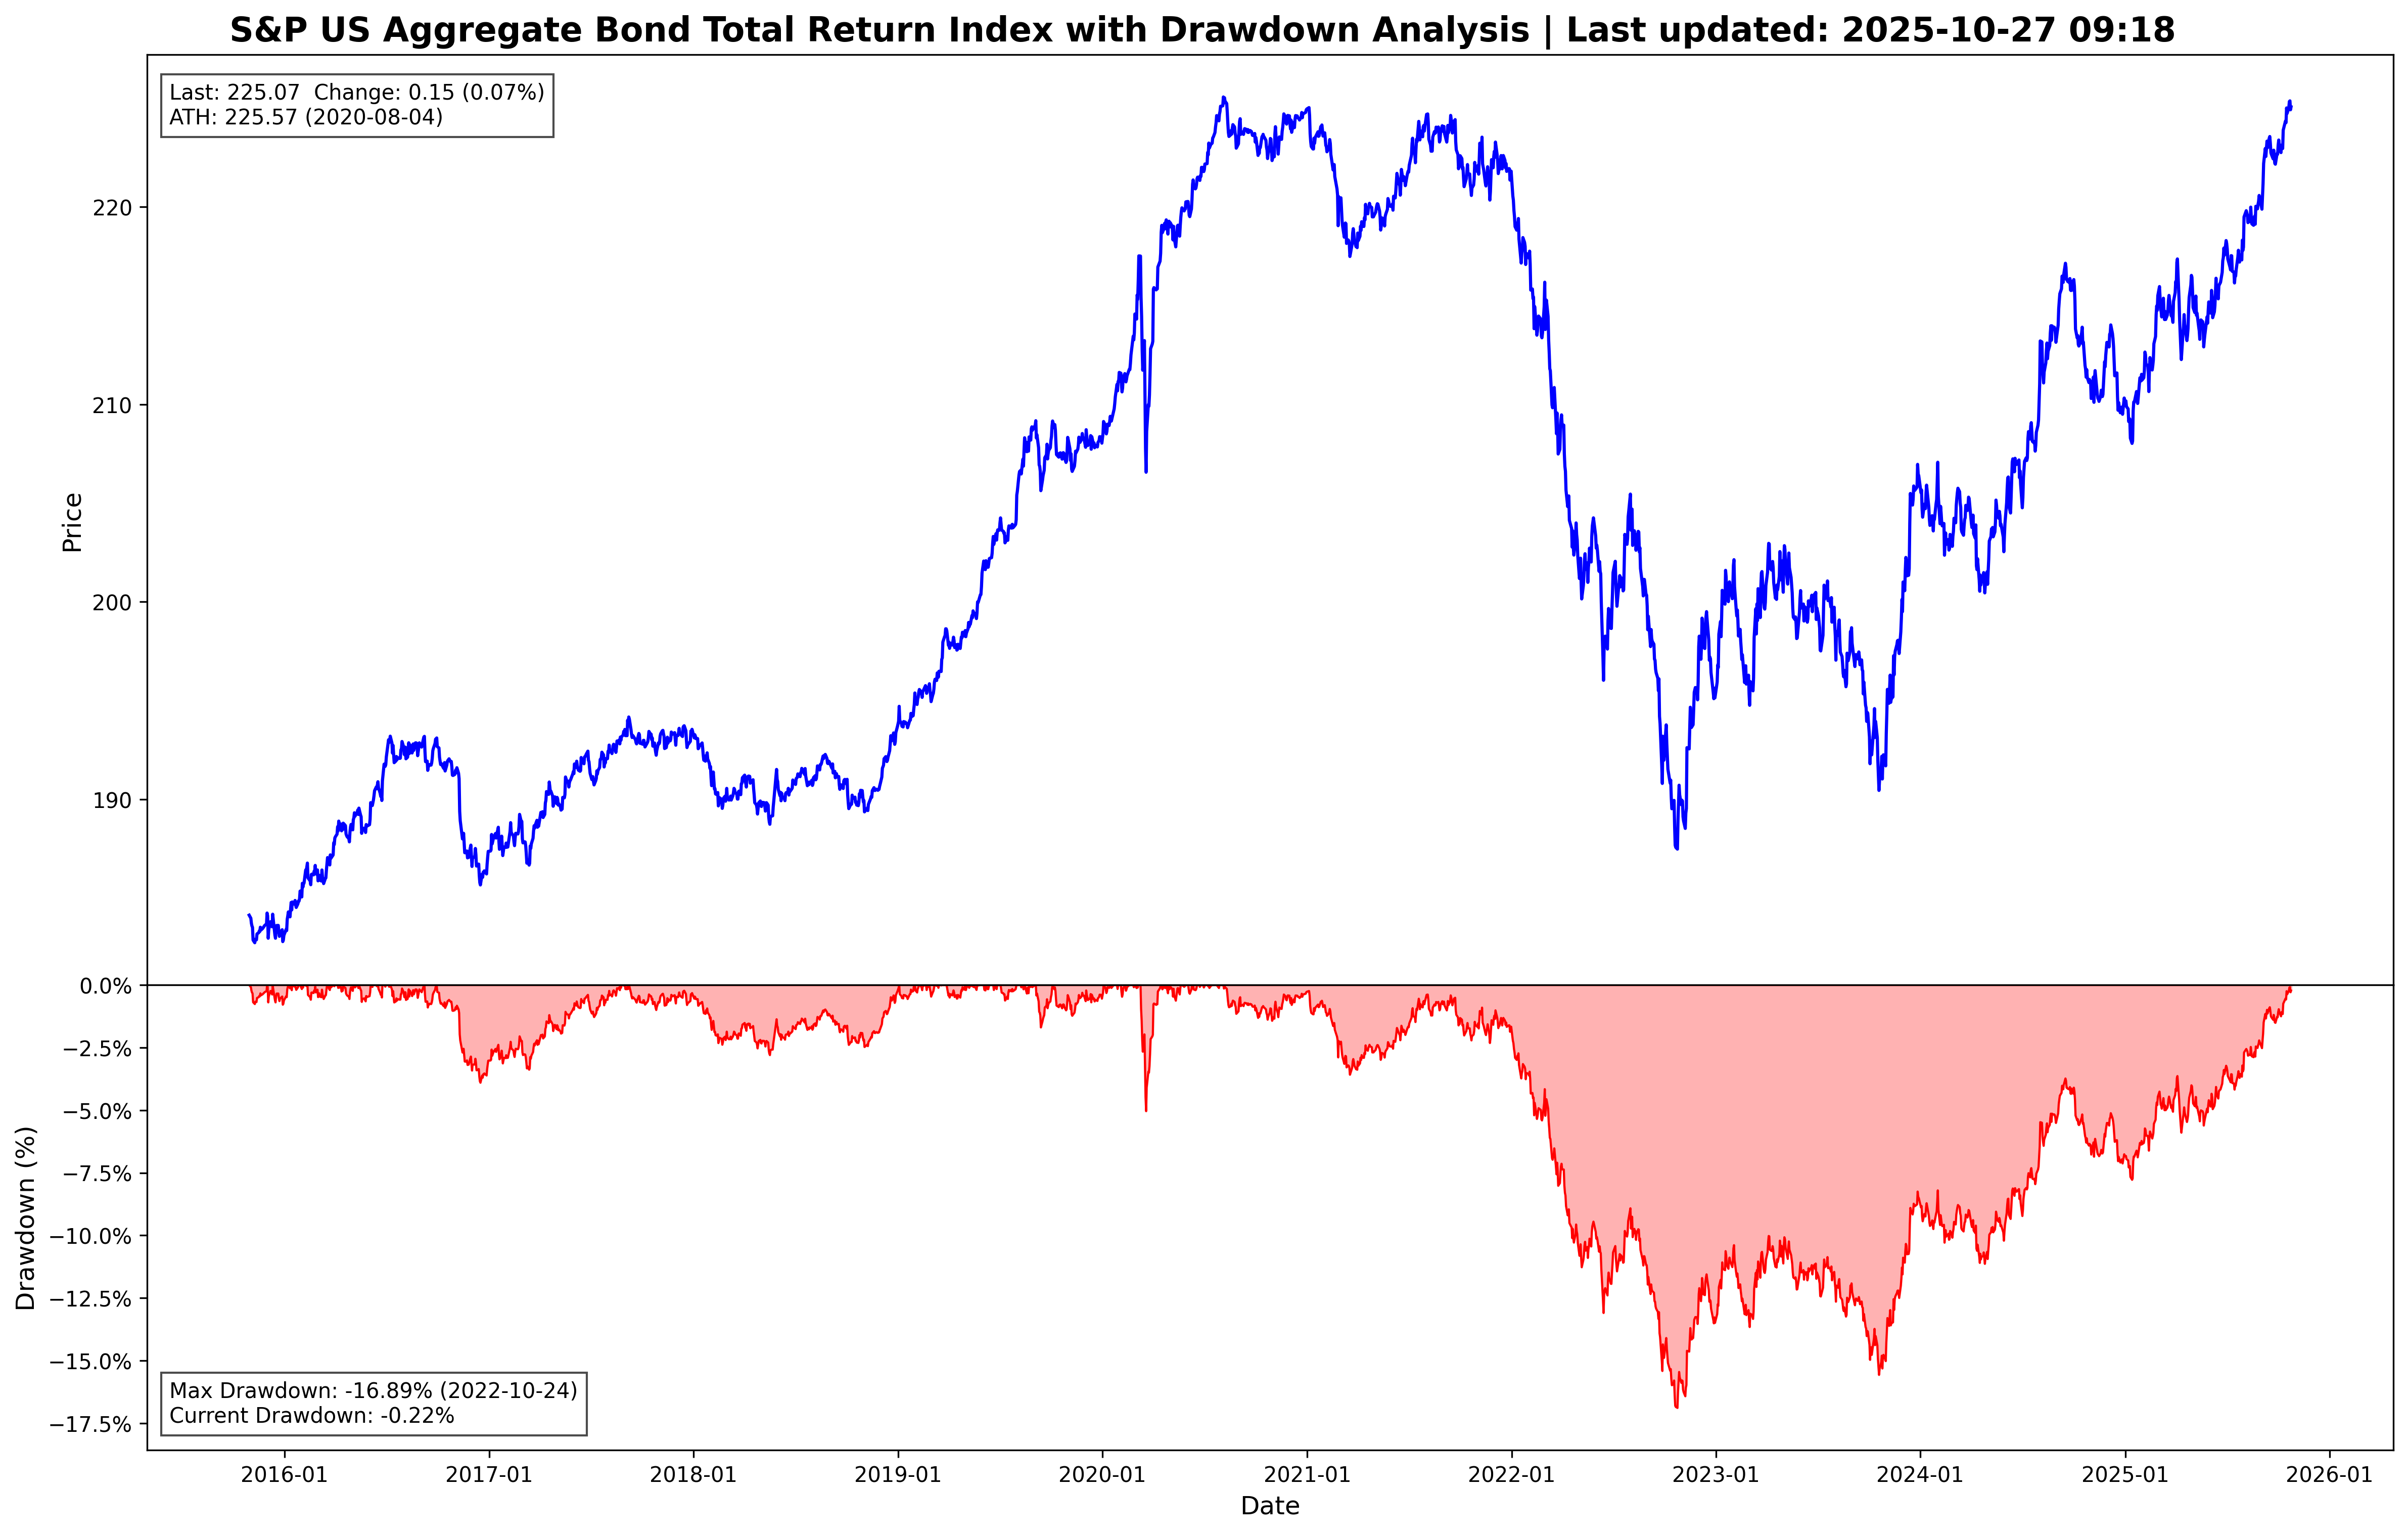 S&P US Aggregate Bond Total Return Index with Drawdown Analysis | Last updated: 2025-10-27 09:18
Last: 225.07  Change: 0.15 (0.07%)
ATH: 225.57 (2020-08-04)
220
210
200
190
Price
0.0%
−2.5%
−5.0%
−7.5%
−10.0%
−12.5%
−15.0%
−17.5%
Drawdown (%)
Max Drawdown: -16.89% (2022-10-24)
Current Drawdown: -0.22%
2016-01
2017-01
2018-01
2019-01
2020-01
2021-01
2022-01
2023-01
2024-01
2025-01
2026-01
Date